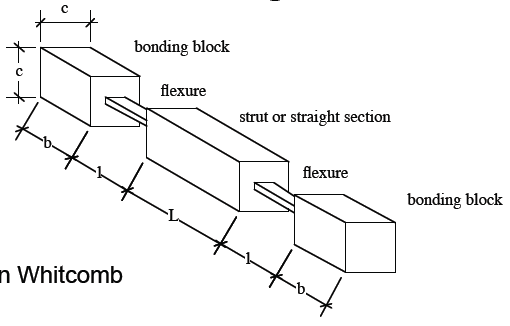 c
bonding block
c
flexure
strut or straight section
b
flexure
l
bonding block
L
l
n Whitcomb
b